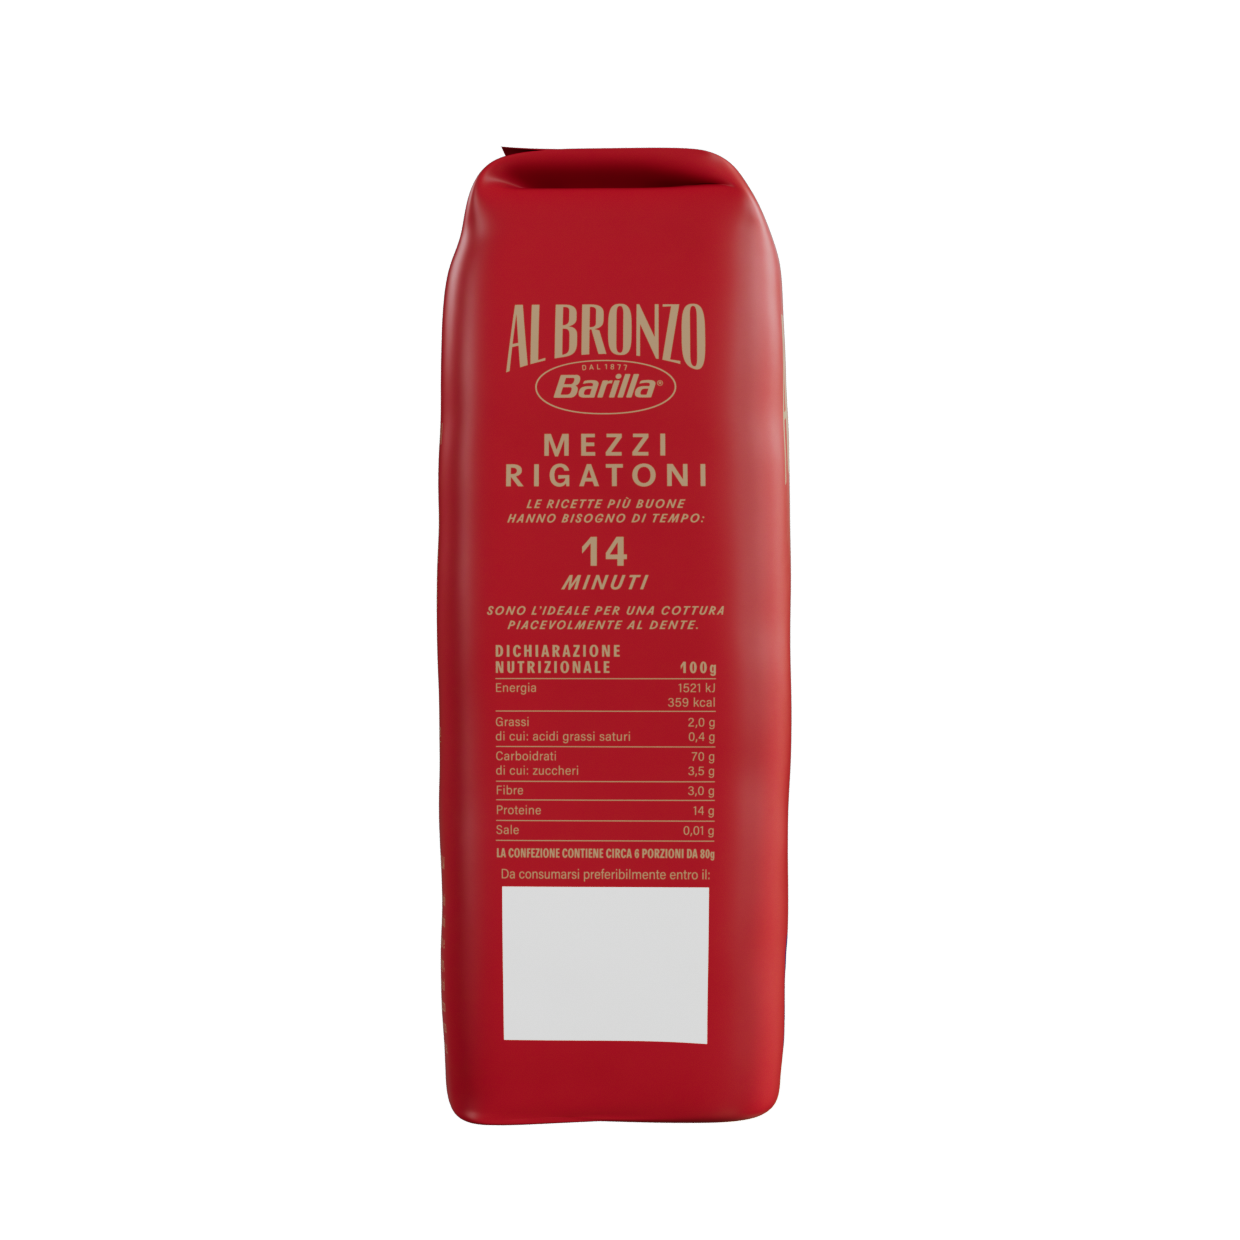 AL BRONZO
DAL 1877
Barilla®
MEZZI
RIGATONI
LE RICETTE PIÙ BUONE
HANNO BISOGNO DI TEMPO:
14
MINUTI
SONO L'IDEALE PER UNA COTTURA
PIACEVOLMENTE AL DENTE.
DICHIARAZIONE
NUTRIZIONALE 100g
Energia 1521 kJ
359 kcal
Grassi 2,0 g
di cui: acidi grassi saturi 0,4 g
Carboidrati 70 g
di cui: zuccheri 3,5 g
Fibre 3,0 g
Proteine 14 g
Sale 0,01 g
LA CONFEZIONE CONTIENE CIRCA 6 PORZIONI DA 80g
Da consumarsi preferibilmente entro il: